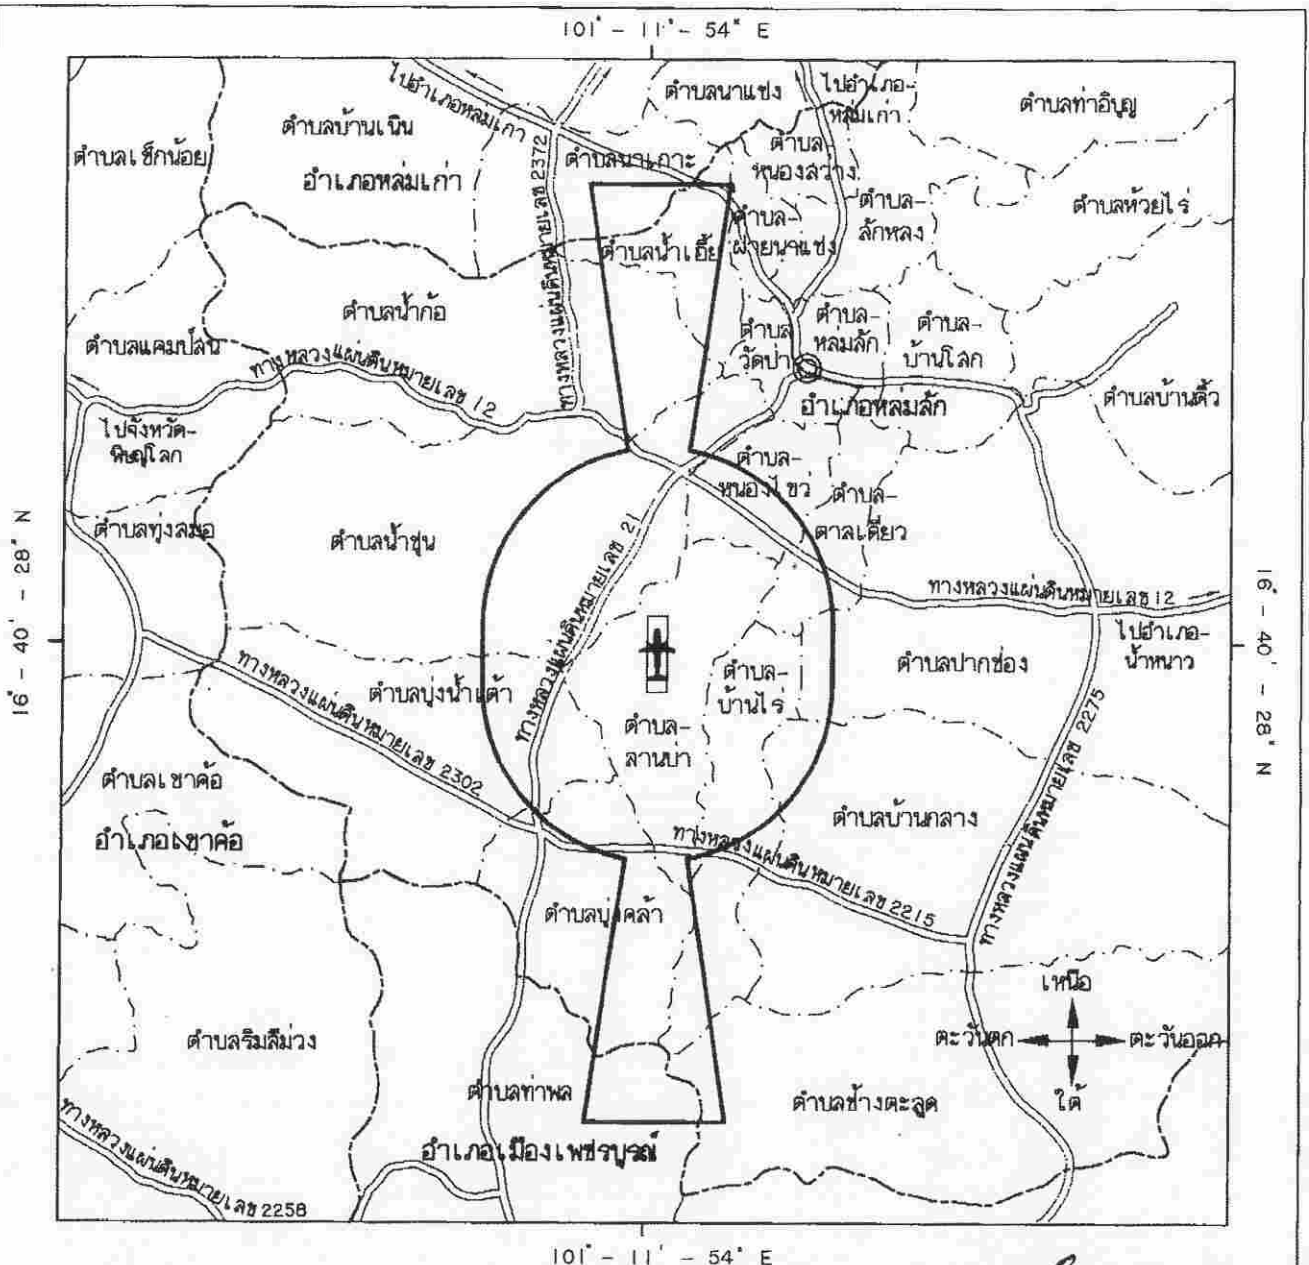 101° - 11' - 54" E
ไปอำเภอหล่มเก่า
ตำบลนาแซง
ไปอำเภอ-
หล่มเก่า
ตำบลท่าอิบุญ
ตำบลบ้านเนิน
ตำบลเข็กน้อย
อำเภอหล่มเก่า
ตำบลนาเกาะ
ตำบล-
หนองสว่าง
ทางหลวงแผ่นดินหมายเลข 2372
ตำบล-
ฝายนาแซง
ตำบล-
ลักหลง
ตำบลห้วยไร่
ตำบลน้ำเฮี้ย
ตำบลน้ำก้อ
ตำบลแคมป์สน
ทางหลวงแผ่นดินหมายเลข 12
ตำบล
วัดป่า
ตำบล-
หล่มสัก
ตำบล-
บ้านโสก
อำเภอหล่มสัก
ตำบลบ้านติ้ว
ไปจังหวัด-
พิษณุโลก
ตำบล-
หนองไขว่
ตำบล-
ตาลเดี่ยว
ตำบลทุ่งสมอ
ตำบลน้ำชุน
ทางหลวงแผ่นดินหมายเลข 21
16° - 40' - 28" N
16° - 40' - 28" N
ทางหลวงแผ่นดินหมายเลข 12
ไปอำเภอ-
น้ำหนาว
ตำบลปากช่อง
ทางหลวงแผ่นดินหมายเลข 2302
ตำบลบุ่งน้ำเต้า
ตำบล-
บ้านไร่
ตำบล-
ลานบ่า
ทางหลวงแผ่นดินหมายเลข 2275
ตำบลเขาค้อ
อำเภอเขาค้อ
ตำบลบ้านกลาง
ทางหลวงแผ่นดินหมายเลข 2215
ตำบลบุ่งคล้า
เหนือ
ตะวันตก
ตะวันออก
ใต้
ตำบลริมสีม่วง
ตำบลท่าพล
ตำบลช้างตะลูด
อำเภอเมืองเพชรบูรณ์
ทางหลวงแผ่นดินหมายเลข 2258
101° - 11' - 54" E